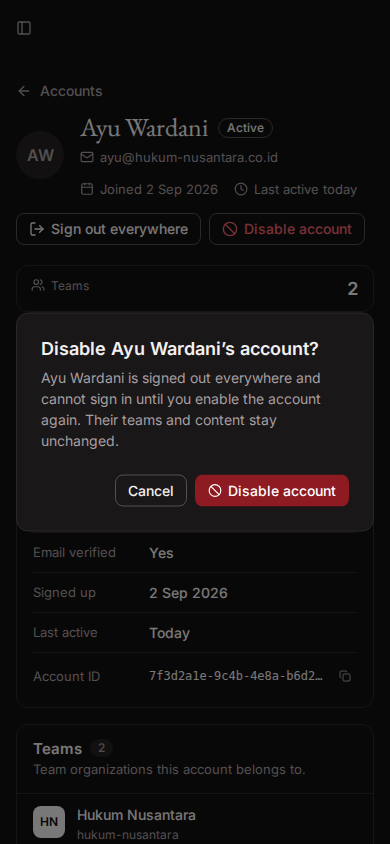 Accounts
Ayu Wardani Active
AW
ayu@hukum-nusantara.co.id
Joined 2 Sep 2026 Last active today
Sign out everywhere Disable account
Teams 2
Disable Ayu Wardani’s account?
Ayu Wardani is signed out everywhere and
cannot sign in until you enable the account
again. Their teams and content stay
unchanged.
Cancel Disable account
Email verified Yes
Signed up 2 Sep 2026
Last active Today
Account ID 7f3d2a1e-9c4b-4e8a-b6d2…
Teams 2
Team organizations this account belongs to.
HN Hukum Nusantara
hukum-nusantara